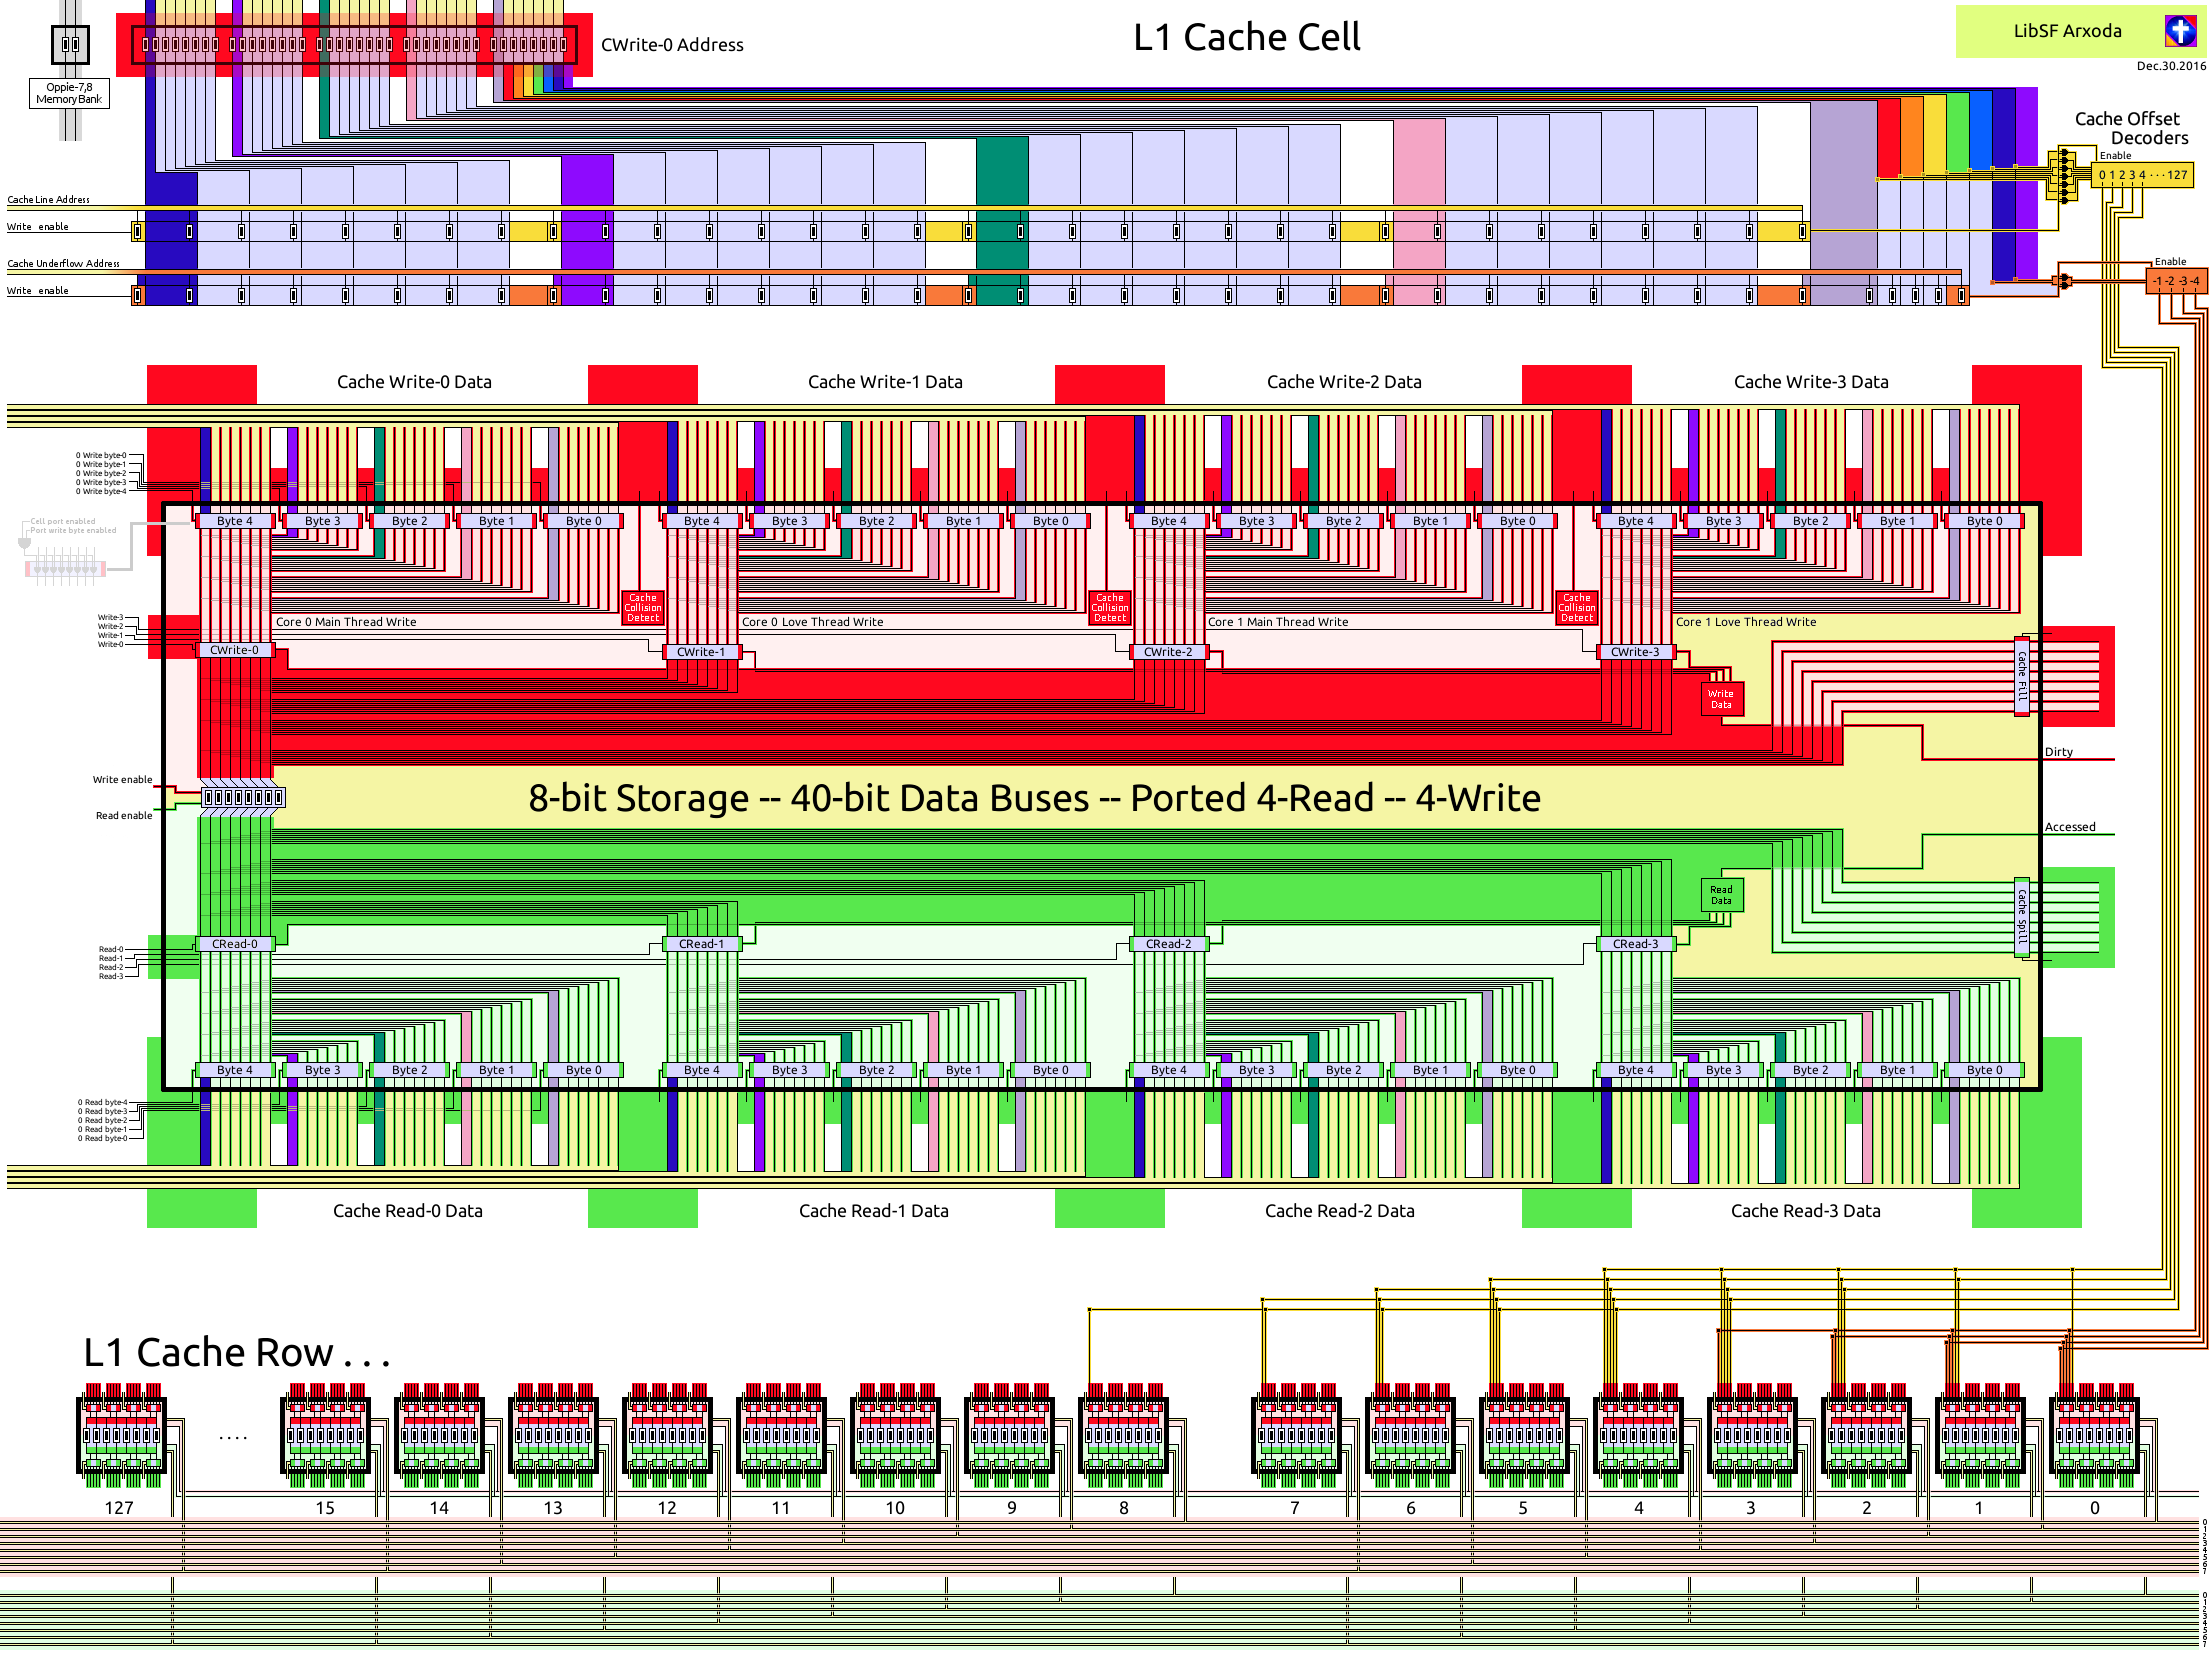 L1 Cache Cell
LibSF Arxoda
Dec.30.2016
CWrite-0 Address
Oppie-7,8
Memory Bank
Cache Offset
Decoders
Enable
0 1 2 3 4 ··· 127
Cache Line Address
Write enable
Cache Underflow Address
Write enable
Enable
-1 -2 -3 -4
Cache Write-0 Data
Cache Write-1 Data
Cache Write-2 Data
Cache Write-3 Data
0 Write byte-0
0 Write byte-1
0 Write byte-2
0 Write byte-3
0 Write byte-4
Cell port enabled
Port write byte enabled
Byte 4 Byte 3 Byte 2 Byte 1 Byte 0
Byte 4 Byte 3 Byte 2 Byte 1 Byte 0
Byte 4 Byte 3 Byte 2 Byte 1 Byte 0
Byte 4 Byte 3 Byte 2 Byte 1 Byte 0
Cache
Collision
Detect
Cache
Collision
Detect
Cache
Collision
Detect
Write-3
Write-2
Write-1
Write-0
Core 0 Main Thread Write
Core 0 Love Thread Write
Core 1 Main Thread Write
Core 1 Love Thread Write
CWrite-0
CWrite-1
CWrite-2
CWrite-3
Write
Data
Cache Fill
Dirty
Write enable
Read enable
8-bit Storage -- 40-bit Data Buses -- Ported 4-Read -- 4-Write
Accessed
Read
Data
Cache Spill
CRead-0
CRead-1
CRead-2
CRead-3
Read-0
Read-1
Read-2
Read-3
Byte 4 Byte 3 Byte 2 Byte 1 Byte 0
Byte 4 Byte 3 Byte 2 Byte 1 Byte 0
Byte 4 Byte 3 Byte 2 Byte 1 Byte 0
Byte 4 Byte 3 Byte 2 Byte 1 Byte 0
0 Read byte-4
0 Read byte-3
0 Read byte-2
0 Read byte-1
0 Read byte-0
Cache Read-0 Data
Cache Read-1 Data
Cache Read-2 Data
Cache Read-3 Data
L1 Cache Row . . .
. . . .
127 15 14 13 12 11 10 9 8 7 6 5 4 3 2 1 0
0
1
2
3
4
5
6
7
0
1
2
3
4
5
6
7